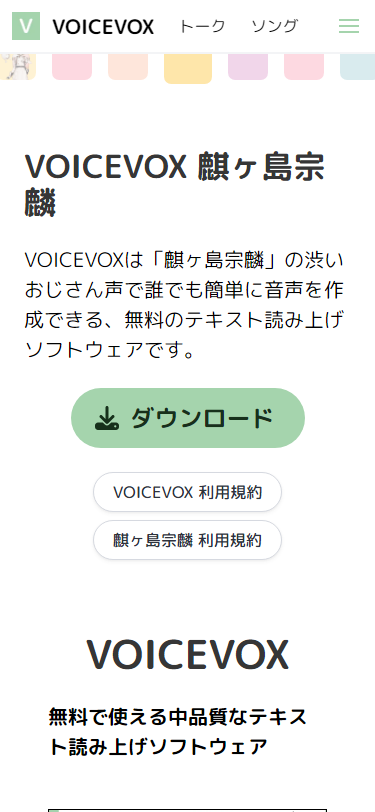 V VOICEVOX トーク ソング
VOICEVOX 麒ヶ島宗
麟
VOICEVOXは「麒ヶ島宗麟」の渋い
おじさん声で誰でも簡単に音声を作
成できる、無料のテキスト読み上げ
ソフトウェアです。
ダウンロード
VOICEVOX 利用規約
麒ヶ島宗麟 利用規約
VOICEVOX
無料で使える中品質なテキス
ト読み上げソフトウェア